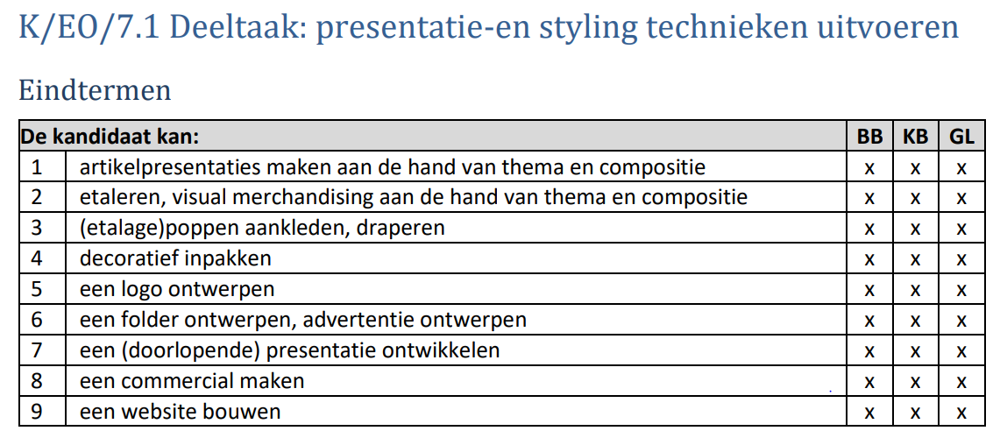 K/EO/7.1 Deeltaak: presentatie-en styling technieken uitvoeren
Eindtermen
De kandidaat kan: BB KB GL
1 artikelpresentaties maken aan de hand van thema en compositie x x x
2 etaleren, visual merchandising aan de hand van thema en compositie x x x
3 (etalage)poppen aankleden, draperen x x x
4 decoratief inpakken x x x
5 een logo ontwerpen x x x
6 een folder ontwerpen, advertentie ontwerpen x x x
7 een (doorlopende) presentatie ontwikkelen x x x
8 een commercial maken x x x
9 een website bouwen x x x